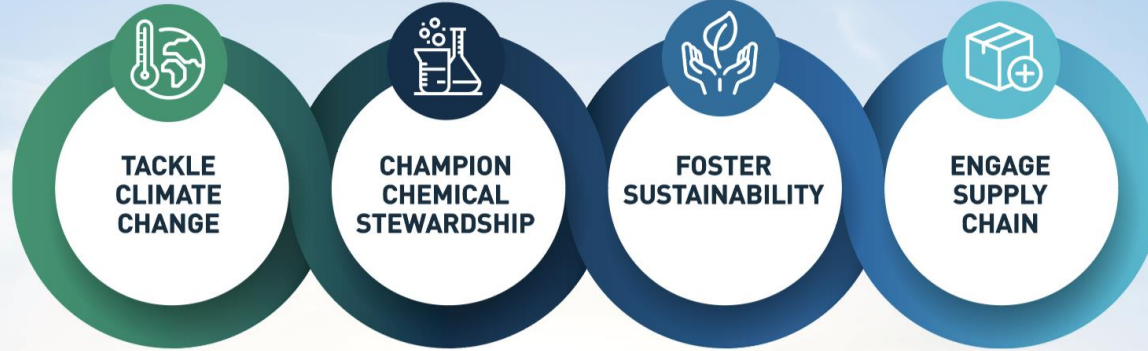 TACKLE
CLIMATE
CHANGE
CHAMPION
CHEMICAL
STEWARDSHIP
FOSTER
SUSTAINABILITY
ENGAGE
SUPPLY
CHAIN